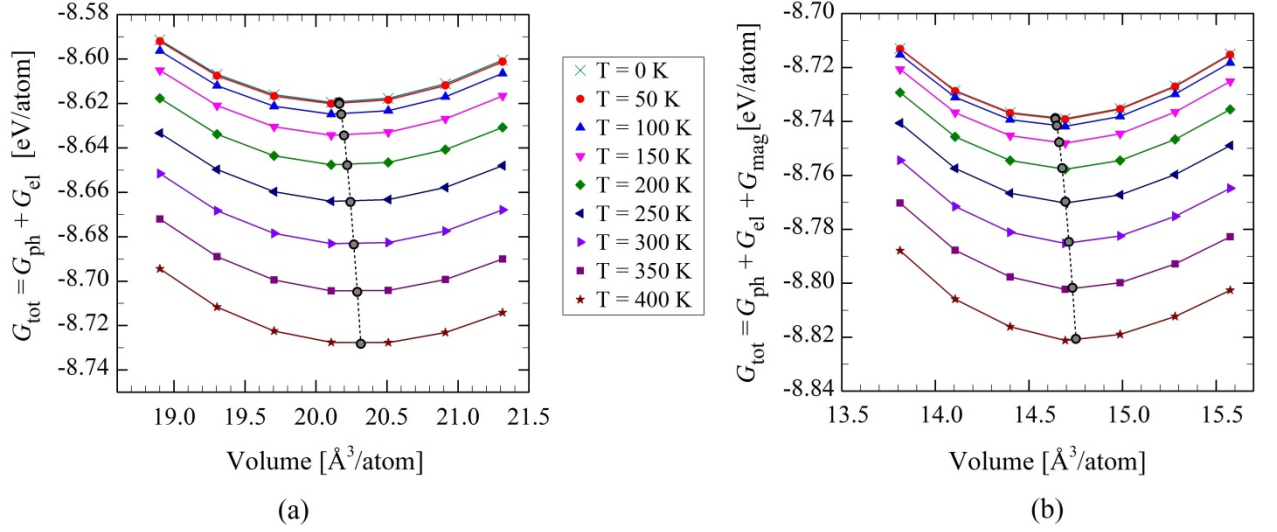 G_tot = G_ph + G_el [eV/atom]
-8.58
-8.60
-8.62
-8.64
-8.66
-8.68
-8.70
-8.72
-8.74
19.0 19.5 20.0 20.5 21.0 21.5
Volume [Å³/atom]
(a)
T = 0 K
T = 50 K
T = 100 K
T = 150 K
T = 200 K
T = 250 K
T = 300 K
T = 350 K
T = 400 K
G_tot = G_ph + G_el + G_mag [eV/atom]
-8.70
-8.72
-8.74
-8.76
-8.78
-8.80
-8.82
-8.84
13.5 14.0 14.5 15.0 15.5
Volume [Å³/atom]
(b)